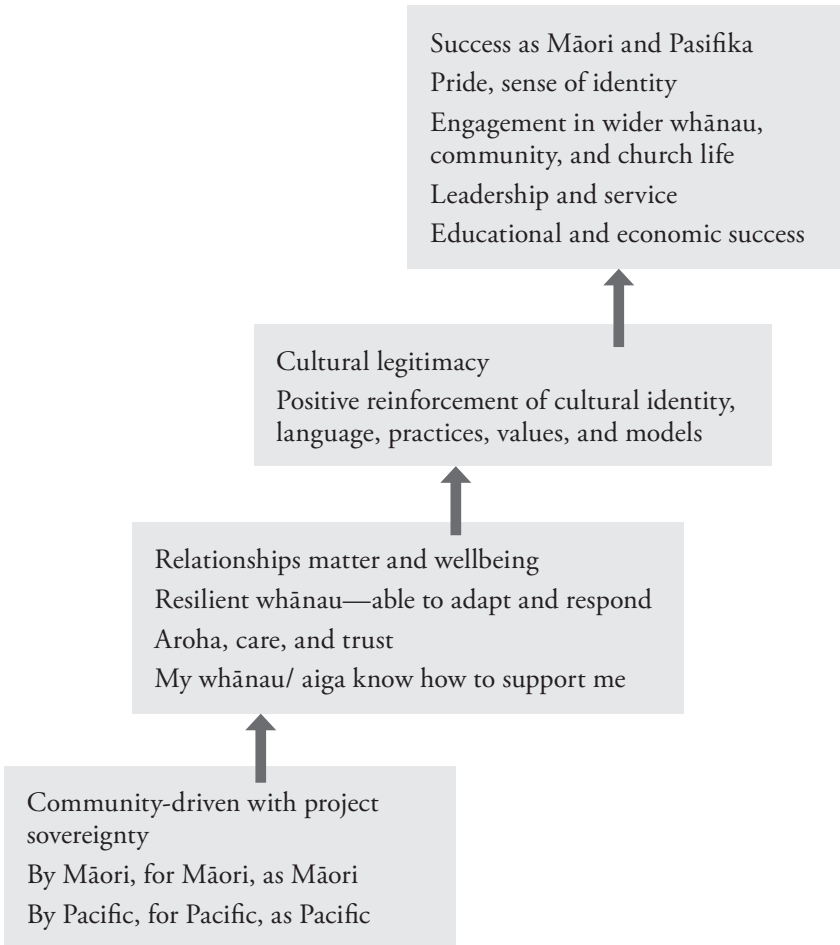 Success as Māori and Pasifika
Pride, sense of identity
Engagement in wider whānau,
community, and church life
Leadership and service
Educational and economic success
Cultural legitimacy
Positive reinforcement of cultural identity,
language, practices, values, and models
Relationships matter and wellbeing
Resilient whānau—able to adapt and respond
Aroha, care, and trust
My whānau/ aiga know how to support me
Community-driven with project
sovereignty
By Māori, for Māori, as Māori
By Pacific, for Pacific, as Pacific